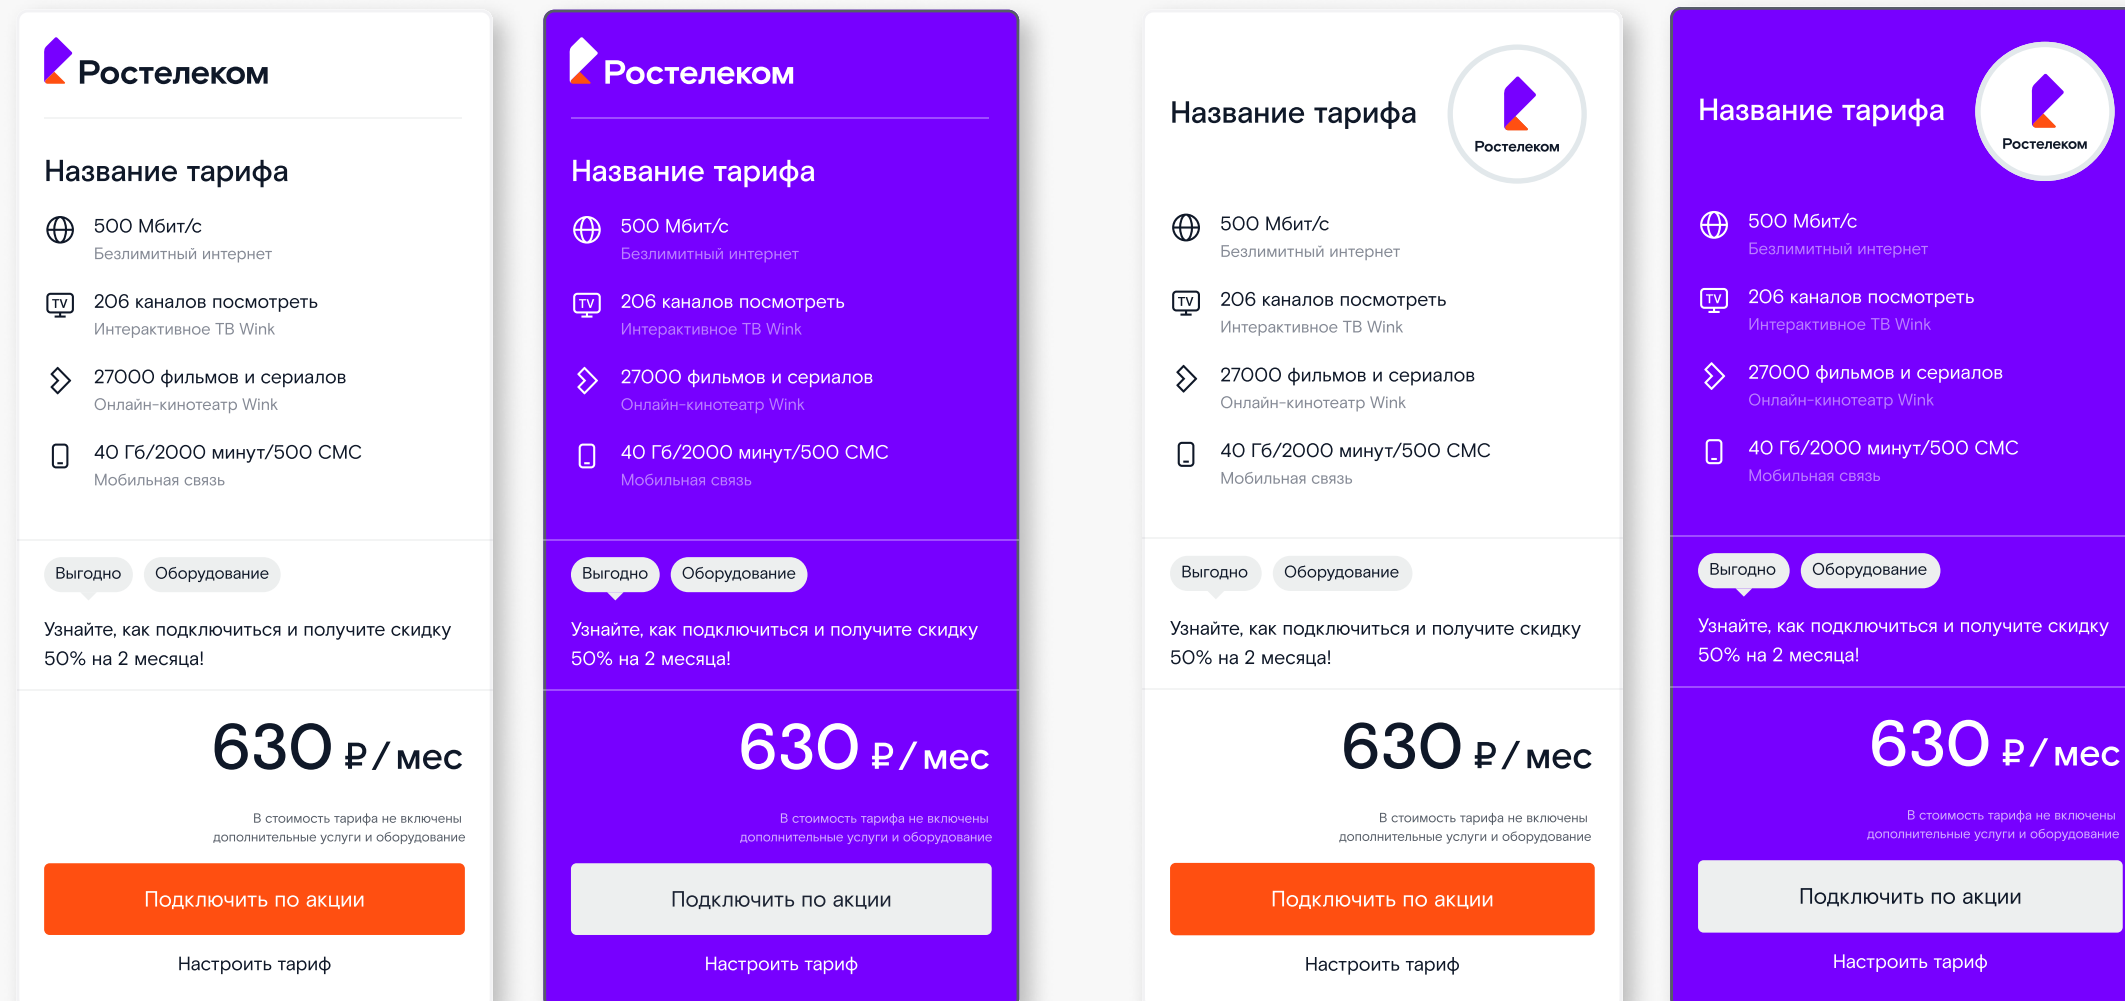 Ростелеком
Название тарифа
500 Мбит/с
Безлимитный интернет
TV
206 каналов посмотреть
Интерактивное ТВ Wink
27000 фильмов и сериалов
Онлайн-кинотеатр Wink
40 Гб/2000 минут/500 СМС
Мобильная связь
Выгодно
Оборудование
Узнайте, как подключиться и получите скидку
50% на 2 месяца!
630 ₽/мес
В стоимость тарифа не включены
дополнительные услуги и оборудование
Подключить по акции
Настроить тариф
Ростелеком
Название тарифа
500 Мбит/с
Безлимитный интернет
TV
206 каналов посмотреть
Интерактивное ТВ Wink
27000 фильмов и сериалов
Онлайн-кинотеатр Wink
40 Гб/2000 минут/500 СМС
Мобильная связь
Выгодно
Оборудование
Узнайте, как подключиться и получите скидку
50% на 2 месяца!
630 ₽/мес
В стоимость тарифа не включены
дополнительные услуги и оборудование
Подключить по акции
Настроить тариф
Название тарифа
Ростелеком
500 Мбит/с
Безлимитный интернет
TV
206 каналов посмотреть
Интерактивное ТВ Wink
27000 фильмов и сериалов
Онлайн-кинотеатр Wink
40 Гб/2000 минут/500 СМС
Мобильная связь
Выгодно
Оборудование
Узнайте, как подключиться и получите скидку
50% на 2 месяца!
630 ₽/мес
В стоимость тарифа не включены
дополнительные услуги и оборудование
Подключить по акции
Настроить тариф
Название тарифа
Ростелеком
500 Мбит/с
Безлимитный интернет
TV
206 каналов посмотреть
Интерактивное ТВ Wink
27000 фильмов и сериалов
Онлайн-кинотеатр Wink
40 Гб/2000 минут/500 СМС
Мобильная связь
Выгодно
Оборудование
Узнайте, как подключиться и получите скидку
50% на 2 месяца!
630 ₽/мес
В стоимость тарифа не включены
дополнительные услуги и оборудование
Подключить по акции
Настроить тариф